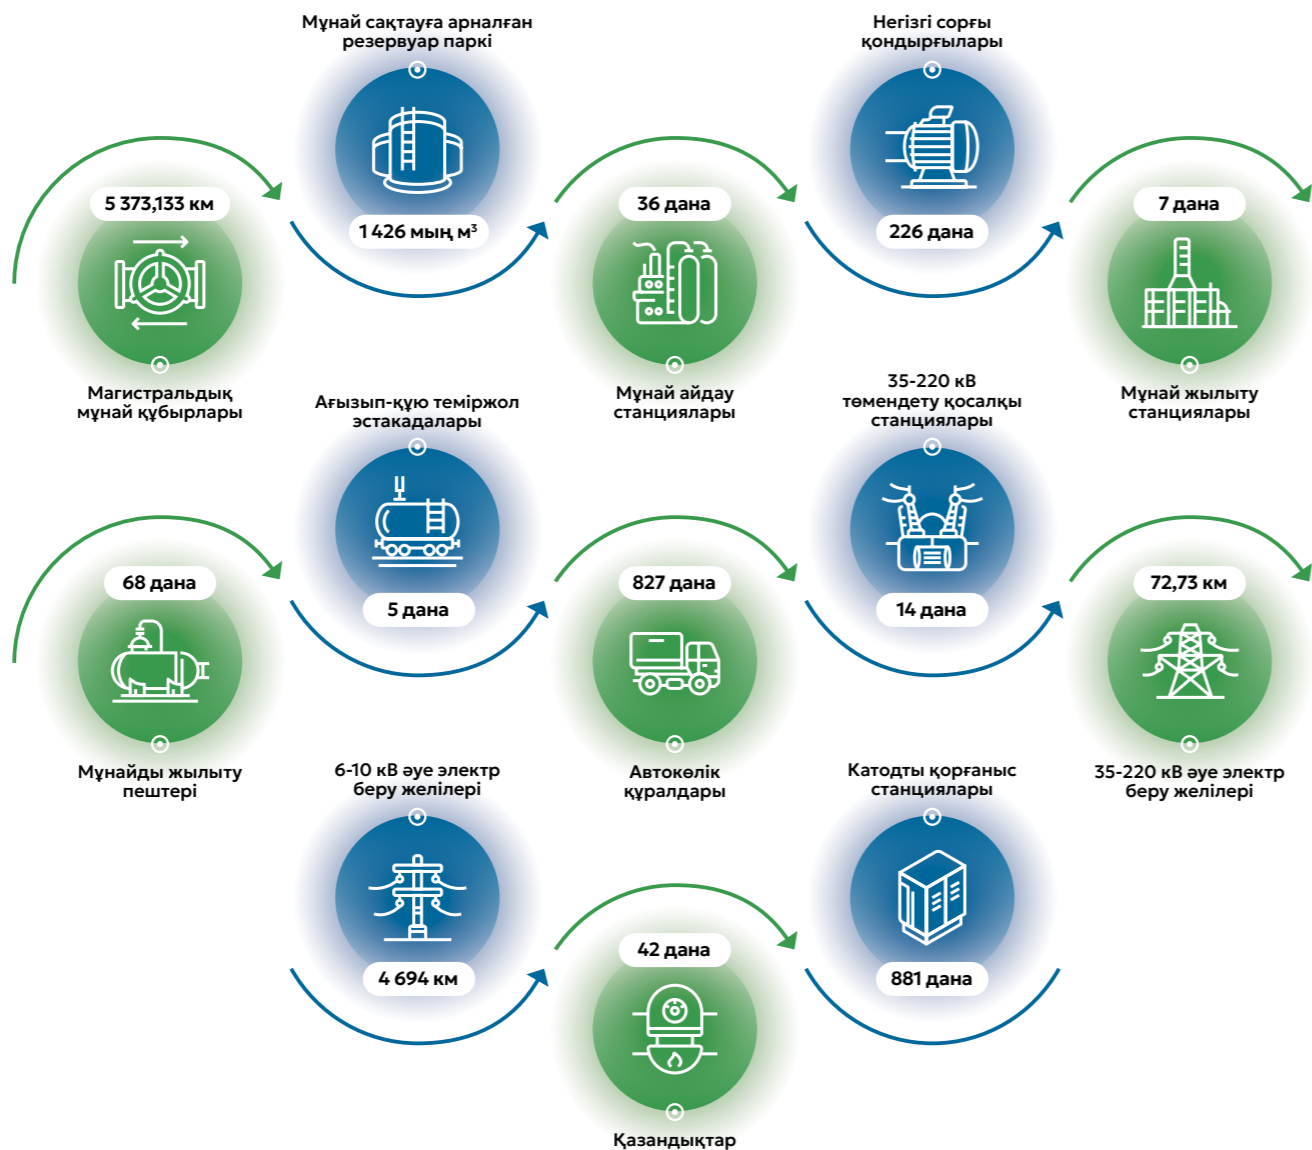 Мұнай сақтауға арналған
резервуар паркі
1 426 мың м³
Негізгі сорғы
қондырғылары
226 дана
5 373,133 км
Магистральдық
мұнай құбырлары
36 дана
Мұнай айдау
станциялары
7 дана
Мұнай жылыту
станциялары
Ағызып-құю теміржол
эстакадалары
5 дана
35-220 кВ
төмендету қосалқы
станциялары
14 дана
68 дана
Мұнайды жылыту
пештері
827 дана
Автокөлік
құралдары
72,73 км
35-220 кВ әуе электр
беру желілері
6-10 кВ әуе электр
беру желілері
4 694 км
Катодты қорғаныс
станциялары
881 дана
42 дана
Қазандықтар